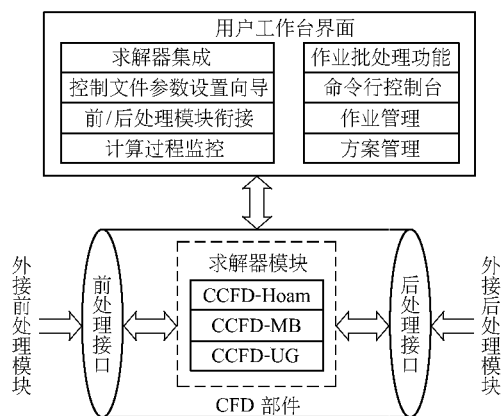 用户工作台界面
求解器集成
控制文件参数设置向导
前/后处理模块衔接
计算过程监控
作业批处理功能
命令行控制台
作业管理
方案管理
外接前处理模块
前处理接口
求解器模块
CCFD-Hoam
CCFD-MB
CCFD-UG
后处理接口
外接后处理模块
CFD 部件